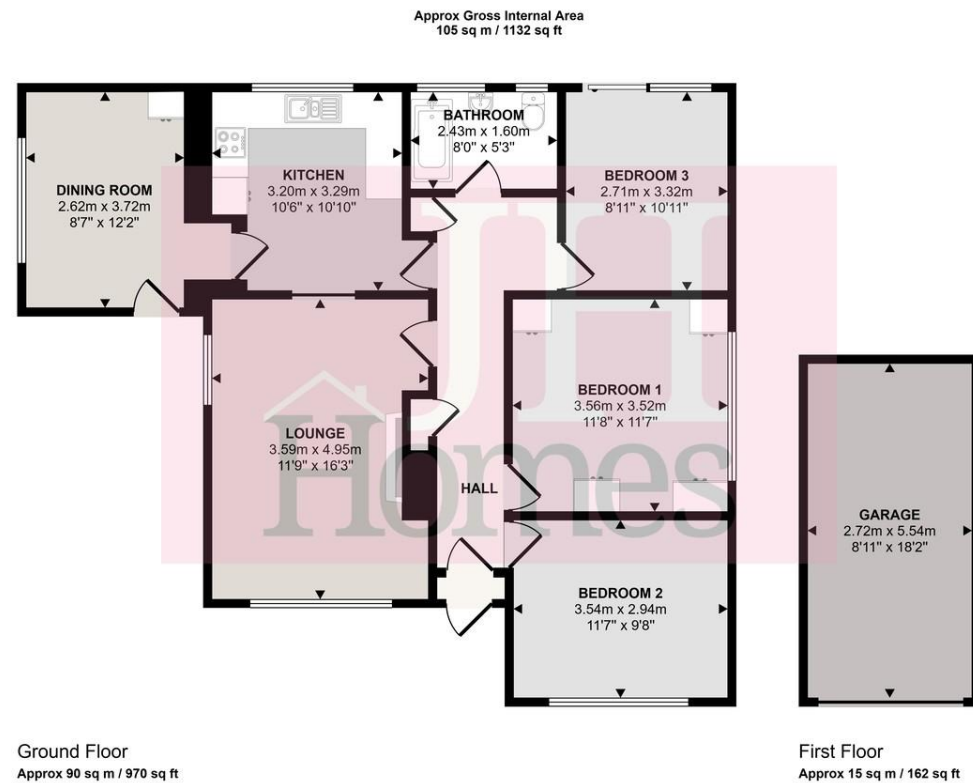 Approx Gross Internal Area
105 sq m / 1132 sq ft
DINING ROOM
2.62m x 3.72m
8'7" x 12'2"
KITCHEN
3.20m x 3.29m
10'6" x 10'10"
BATHROOM
2.43m x 1.60m
8'0" x 5'3"
BEDROOM 3
2.71m x 3.32m
8'11" x 10'11"
JH
Homes
LOUNGE
3.59m x 4.95m
11'9" x 16'3"
HALL
BEDROOM 1
3.56m x 3.52m
11'8" x 11'7"
BEDROOM 2
3.54m x 2.94m
11'7" x 9'8"
GARAGE
2.72m x 5.54m
8'11" x 18'2"
Ground Floor
Approx 90 sq m / 970 sq ft
First Floor
Approx 15 sq m / 162 sq ft